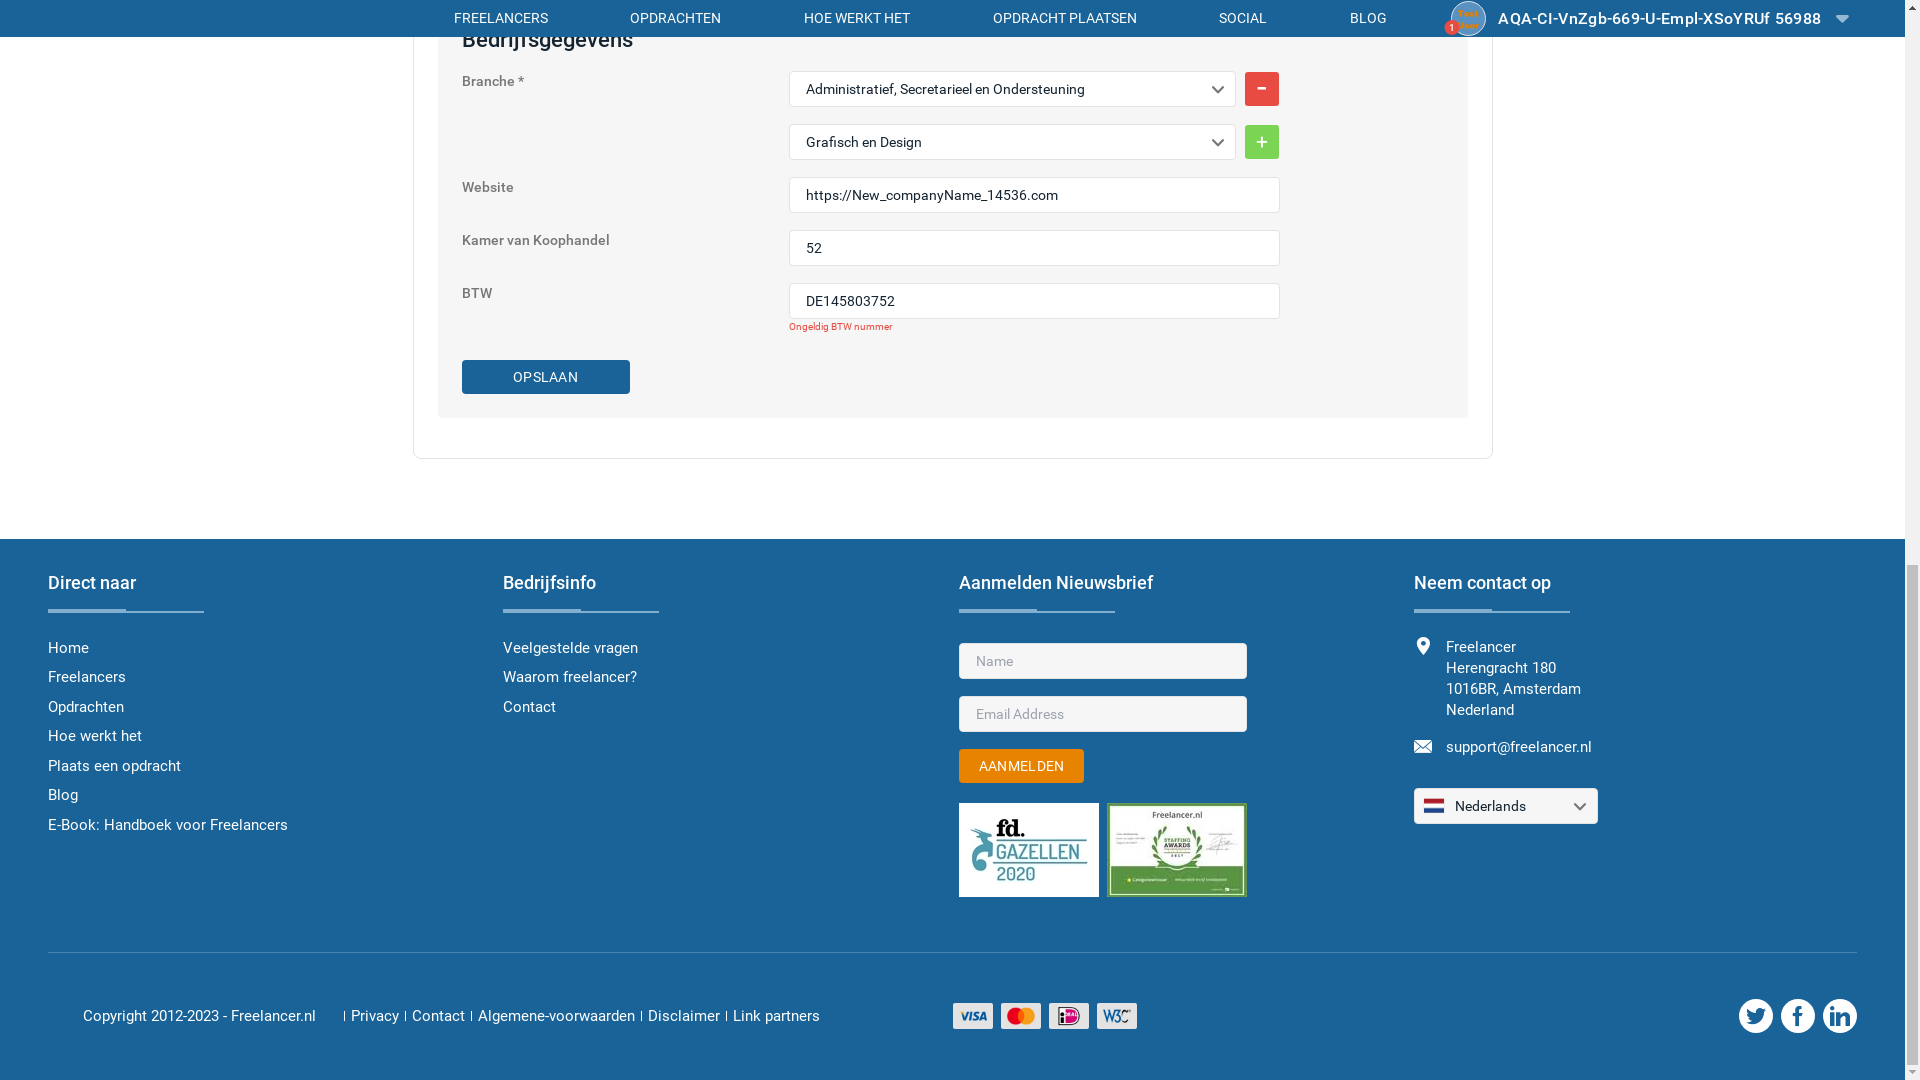 FREELANCERS OPDRACHTEN HOE WERKT HET OPDRACHT PLAATSEN SOCIAL BLOG 1 AQA-CI-VnZgb-669-U-Empl-XSoYRUf 56988
Bedrijfsgegevens
Branche * Administratief, Secretarieel en Ondersteuning -
Grafisch en Design +
Website https://New_companyName_14536.com
Kamer van Koophandel 52
BTW DE145803752
Ongeldig BTW nummer
OPSLAAN
Direct naar
Home
Freelancers
Opdrachten
Hoe werkt het
Plaats een opdracht
Blog
E-Book: Handboek voor Freelancers
Bedrijfsinfo
Veelgestelde vragen
Waarom freelancer?
Contact
Aanmelden Nieuwsbrief
Name
Email Address
AANMELDEN
fd.
GAZELLEN
2020
Freelancer.nl
STAFFING
AWARDS
2017
Neem contact op
Freelancer
Herengracht 180
1016BR, Amsterdam
Nederland
support@freelancer.nl
Nederlands
Copyright 2012-2023 - Freelancer.nl | Privacy | Contact | Algemene-voorwaarden | Disclaimer | Link partners VISA iDEAL W3C